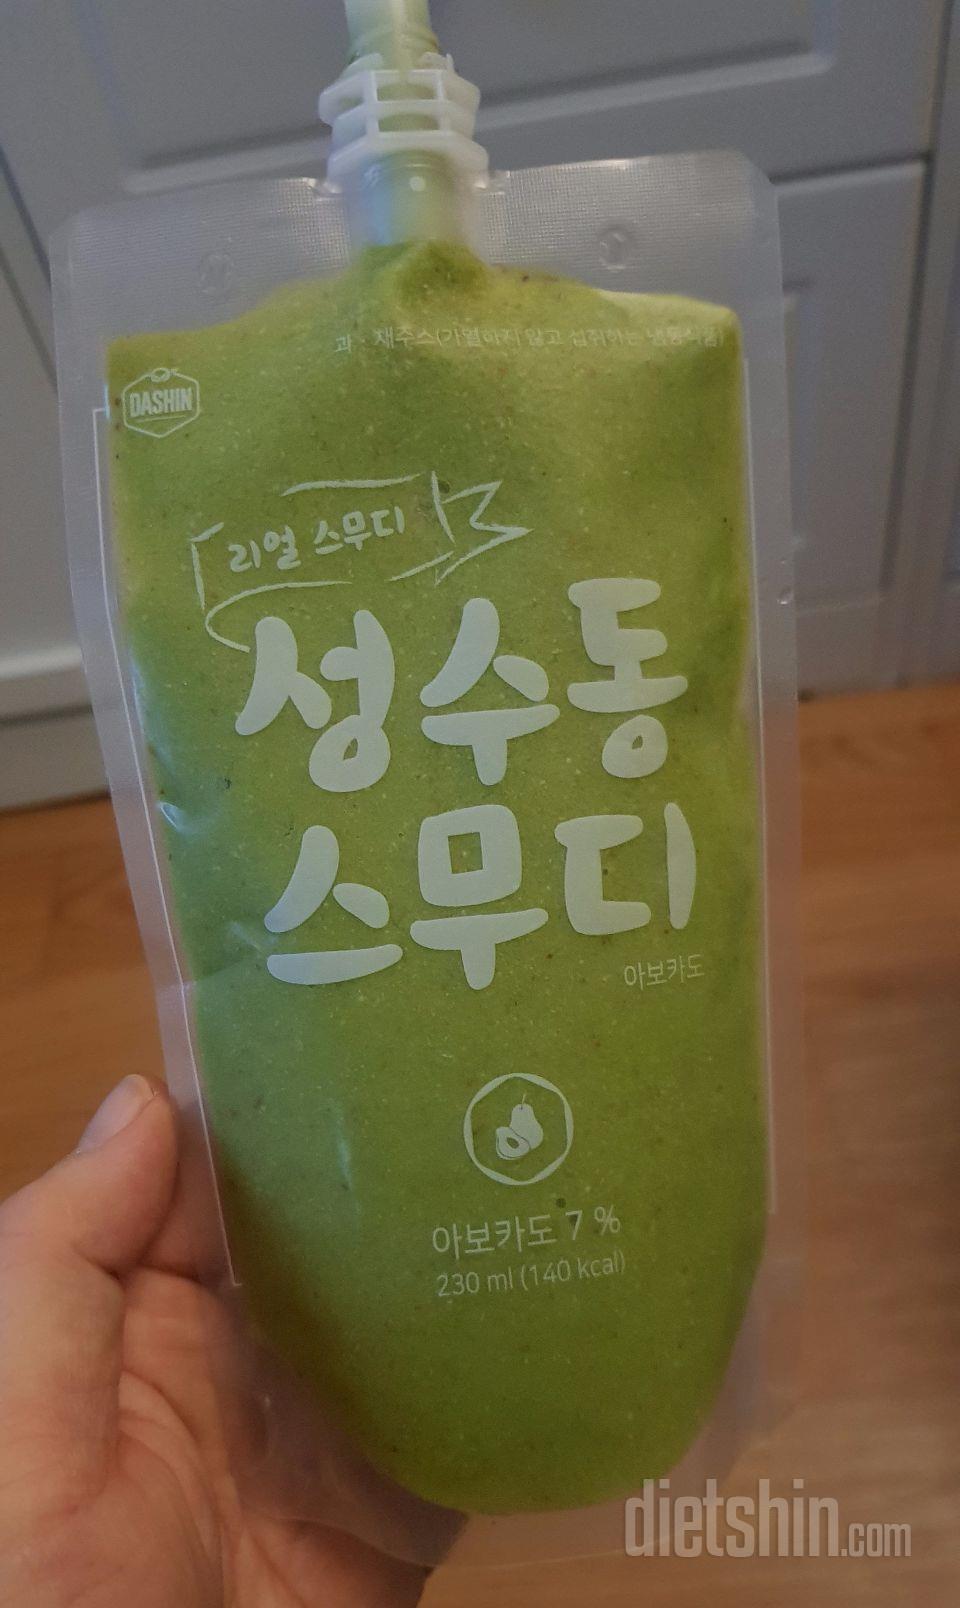 과·채주스(가열하지 않고 섭취하는 냉동식품)
DASHIN
리얼 스무디
성수동
스무디
아보카도
아보카도 7 %
230 ml (140 kcal)
dietshin.com